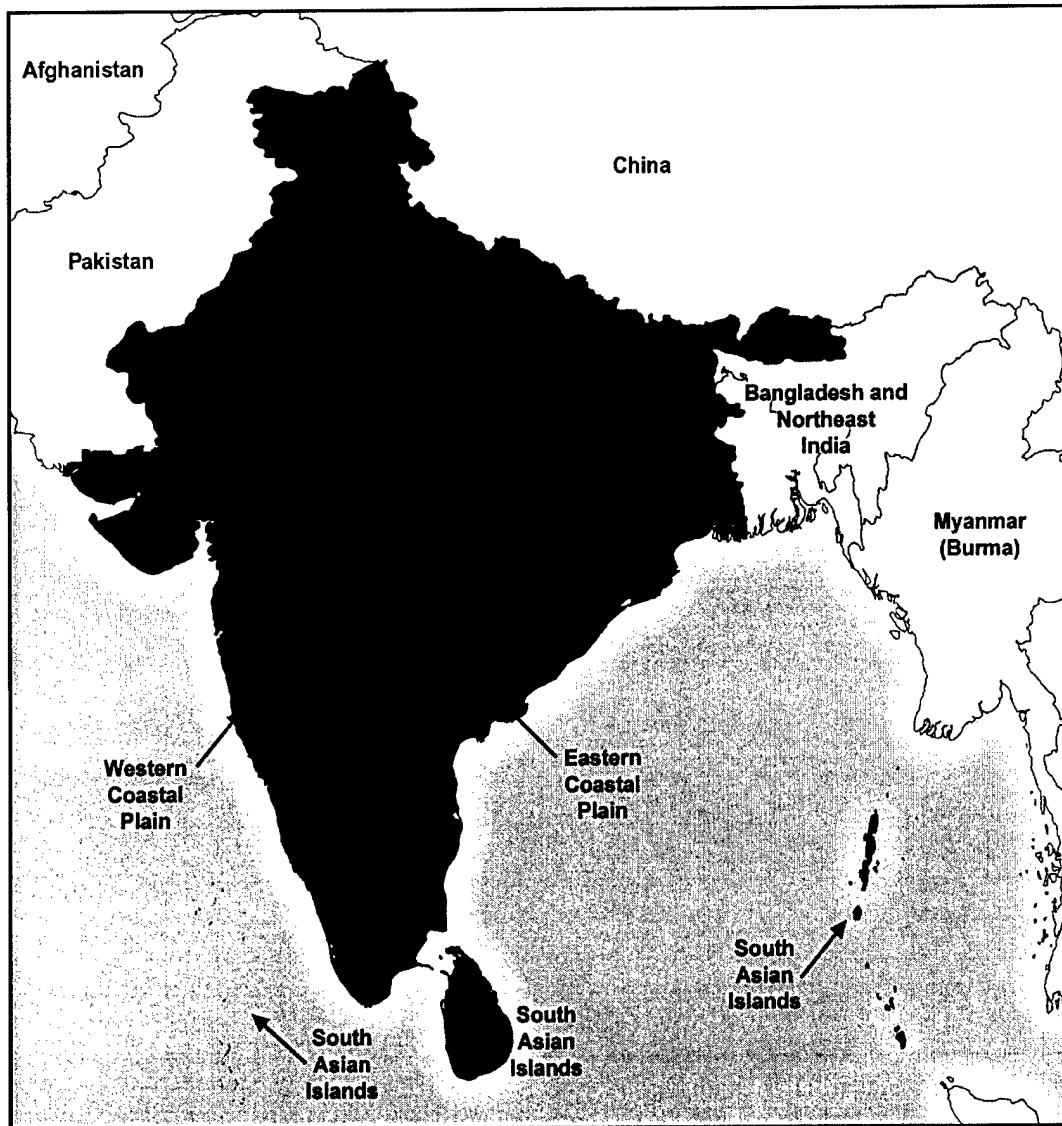 Afghanistan
China
Pakistan
Bangladesh and
Northeast
India
Myanmar
(Burma)
Western
Coastal
Plain
Eastern
Coastal
Plain
South
Asian
Islands
South
Asian
Islands
South
Asian
Islands